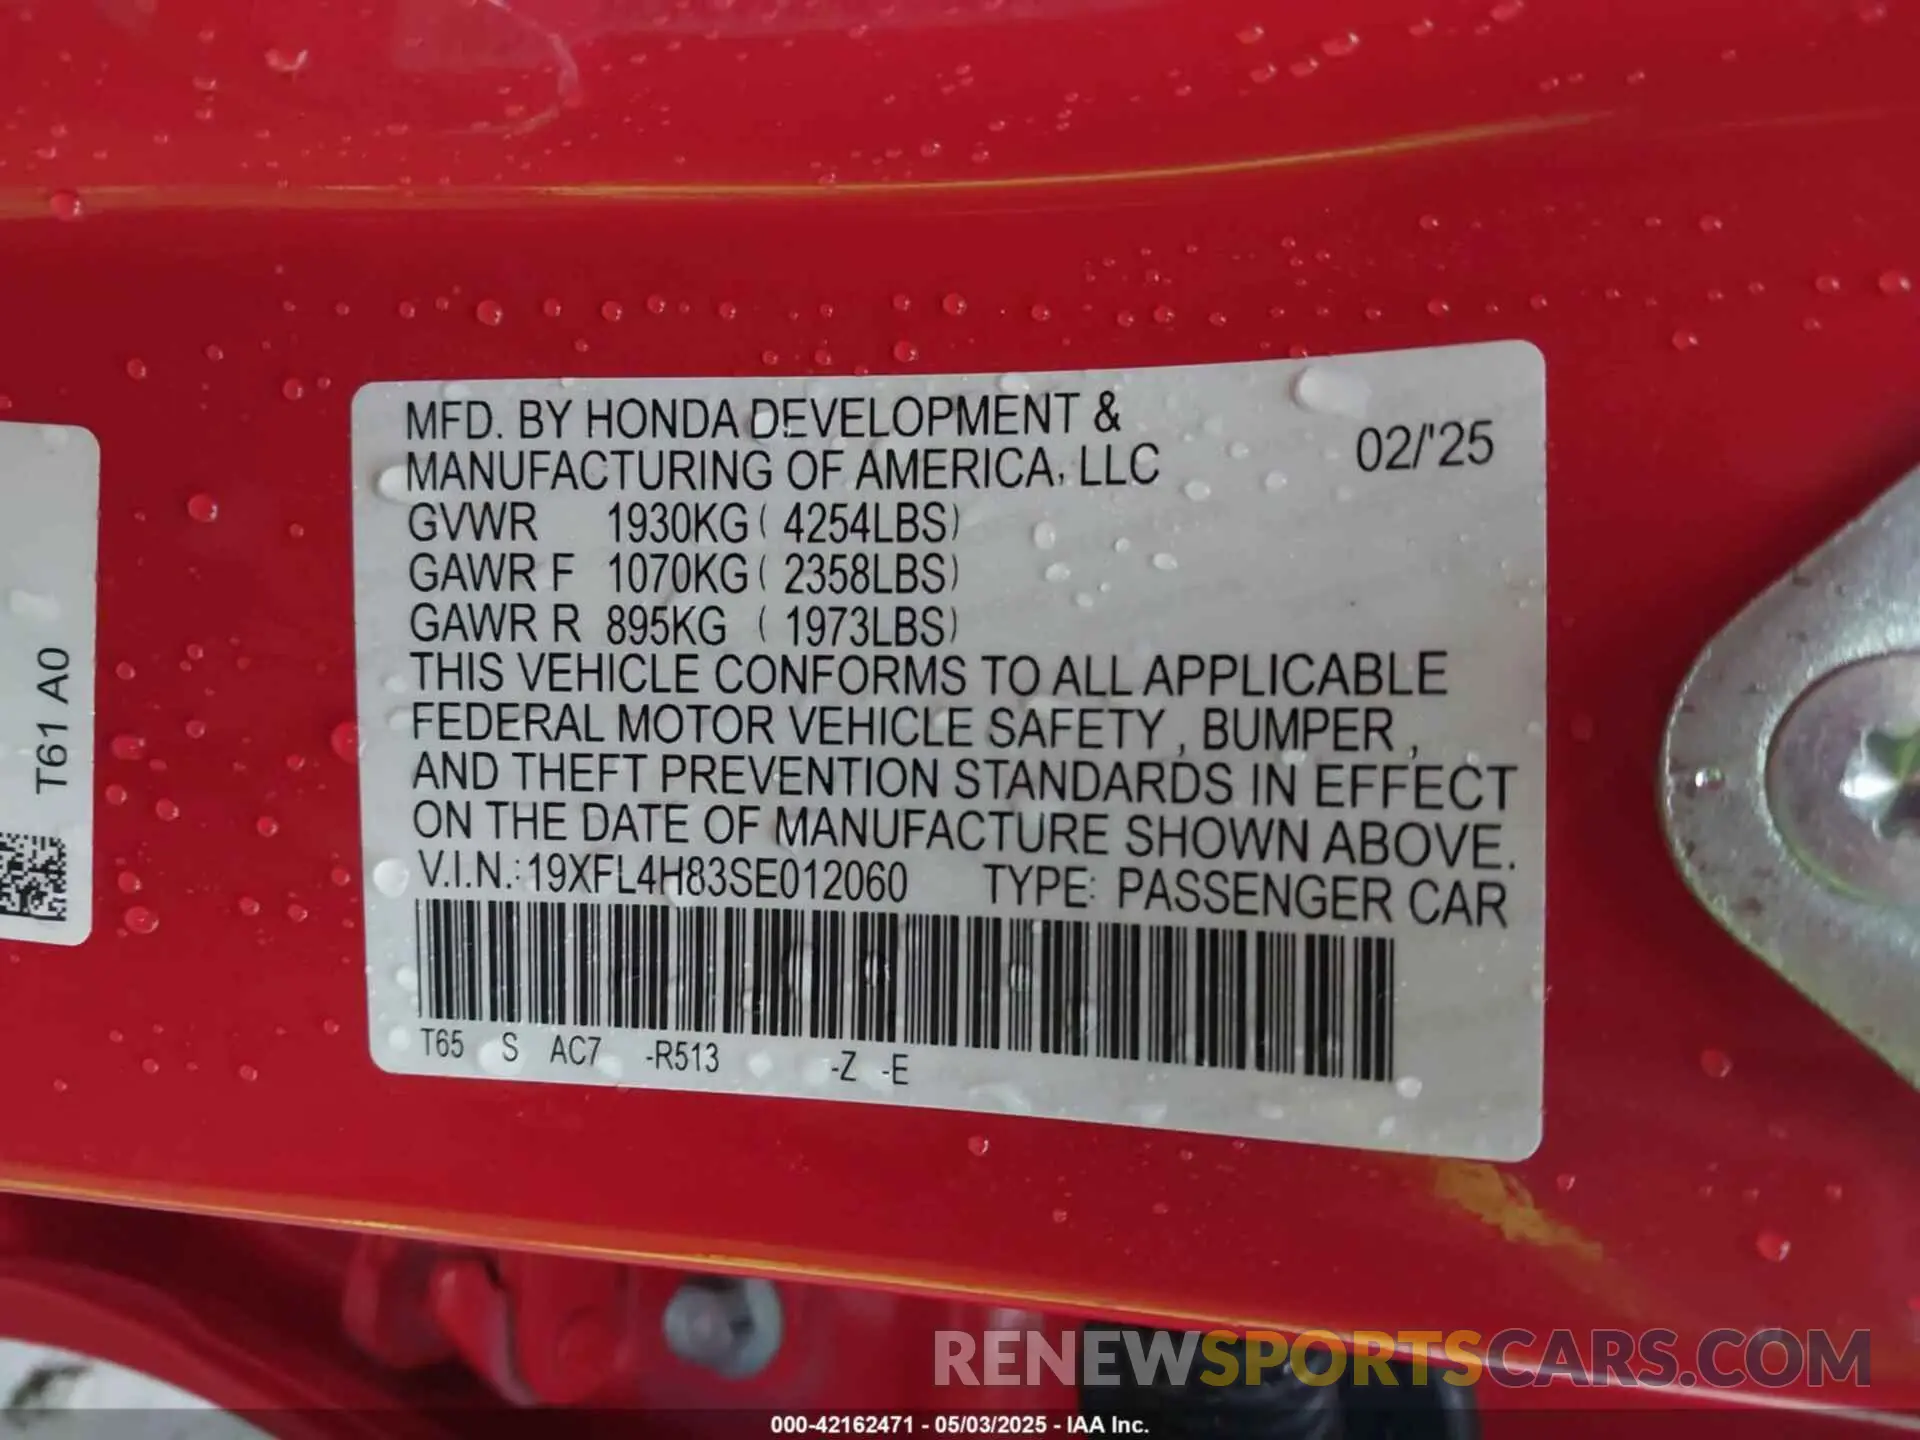 MFD. BY HONDA DEVELOPMENT &
MANUFACTURING OF AMERICA, LLC
02/'25
GVWR 1930KG ( 4254LBS)
GAWR F 1070KG ( 2358LBS)
GAWR R 895KG ( 1973LBS)
THIS VEHICLE CONFORMS TO ALL APPLICABLE
FEDERAL MOTOR VEHICLE SAFETY , BUMPER ,
AND THEFT PREVENTION STANDARDS IN EFFECT
ON THE DATE OF MANUFACTURE SHOWN ABOVE.
V.I.N.: 19XFL4H83SE012060 TYPE: PASSENGER CAR
T65 S AC7 -R513 -Z -E
T61 A0
RENEWSPORTSCARS.COM
000-42162471 - 05/03/2025 - IAA Inc.